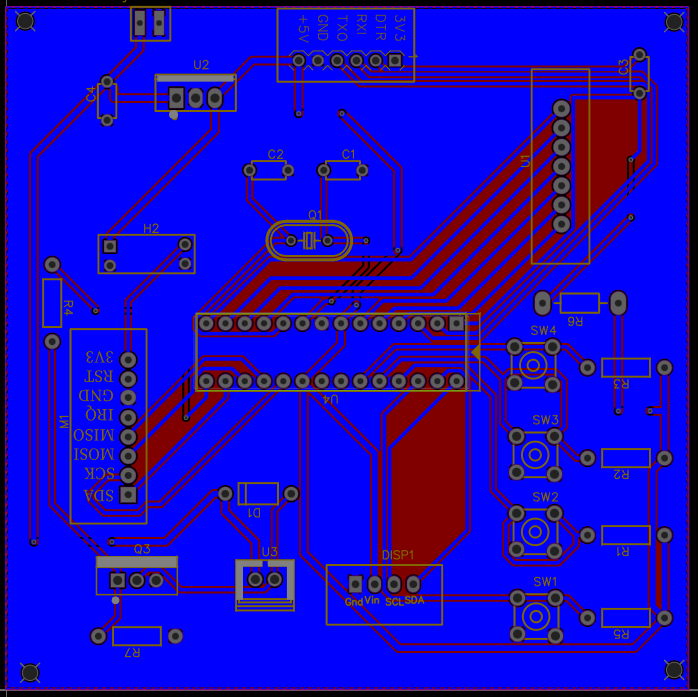 +5V
GND
TXO
RXI
DTR
3V3
U2
C3
C4
U1
C2
C1
Q1
H2
R4
R6
SW4
3V3
RST
GND
IRQ
MISO
MOSI
SCK
SDA
M1
U4
R3
SW3
R2
D1
SW2
R1
Q3
U3
DISP1
Gnd Vin SCL SDA
SW1
R5
R7